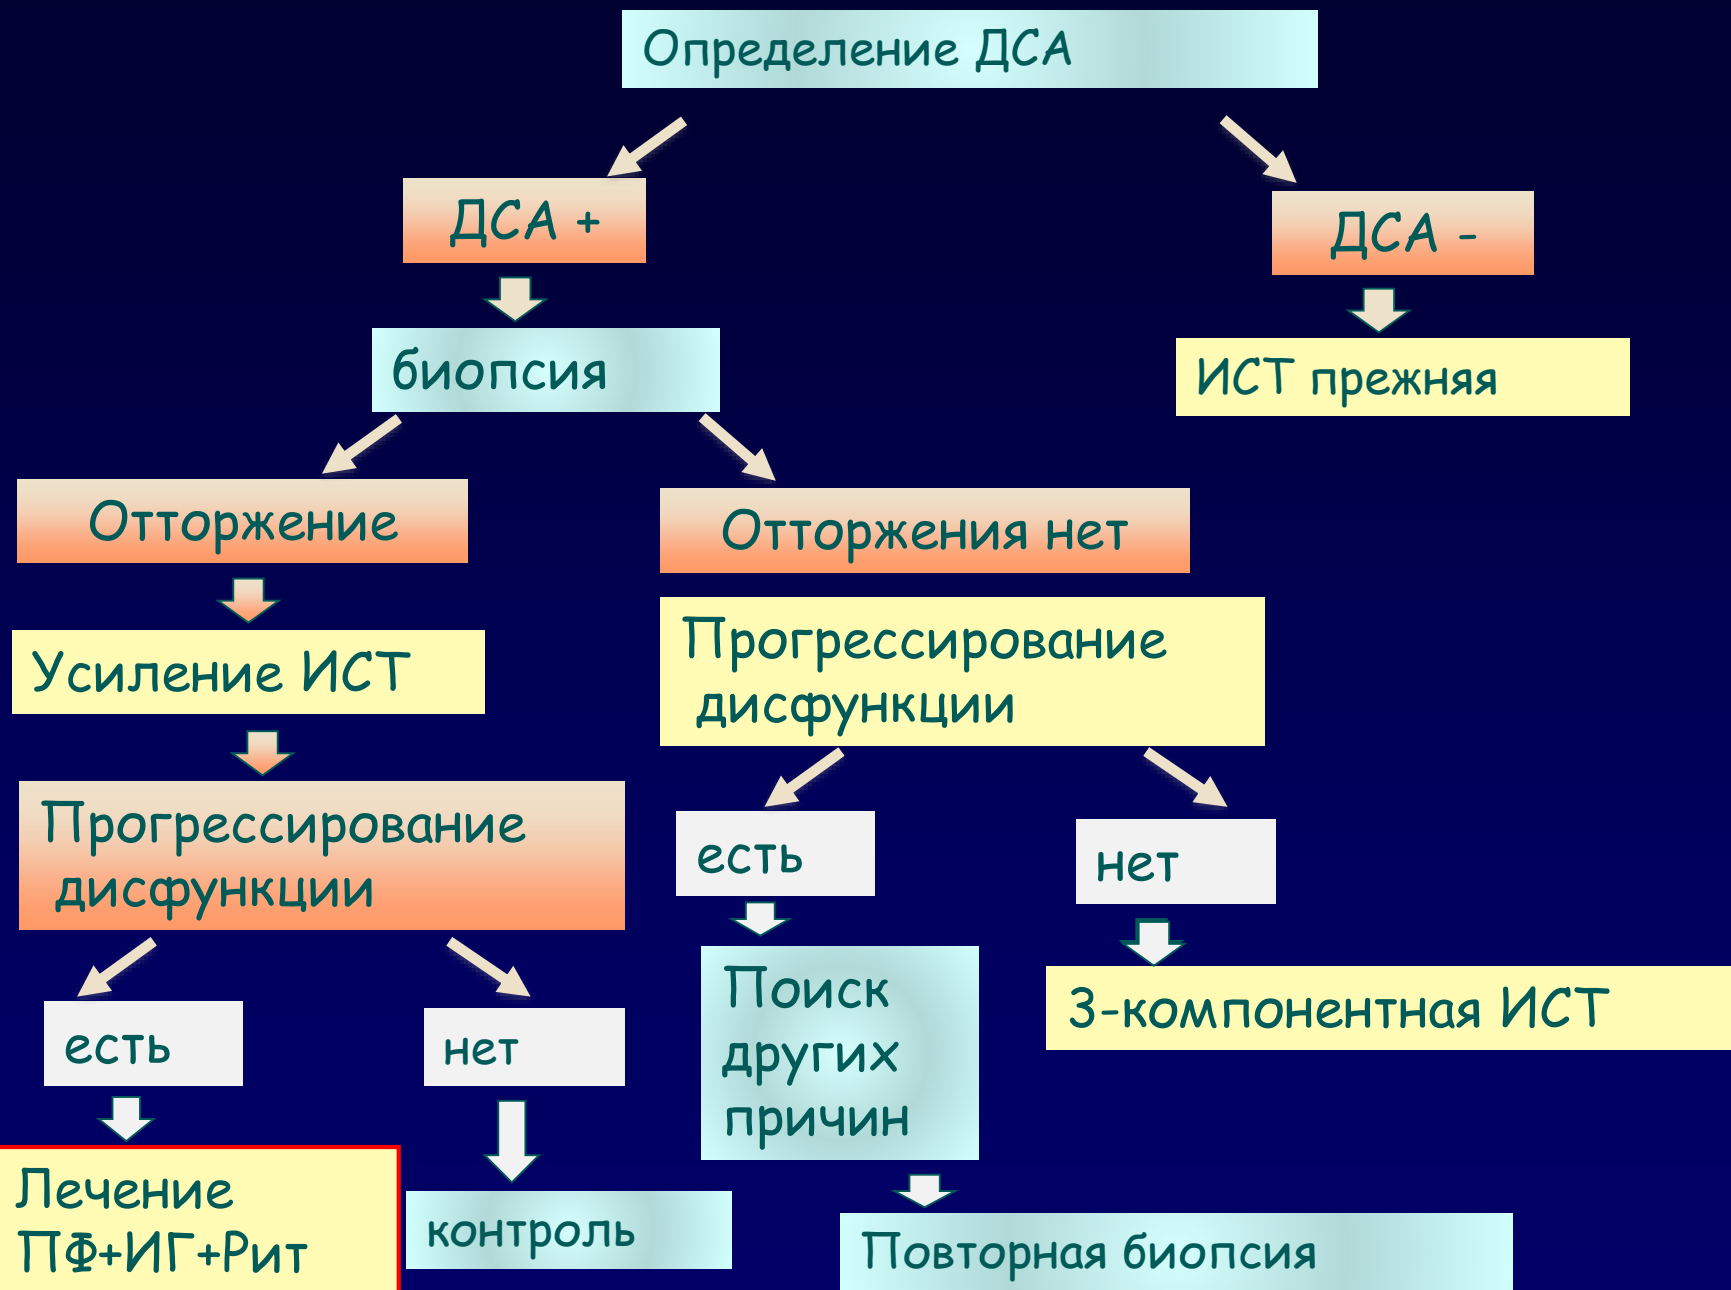 Определение ДСА
ДСА +
ДСА -
биопсия
ИСТ прежняя
Отторжение
Отторжения нет
Усиление ИСТ
Прогрессирование
дисфункции
Прогрессирование
дисфункции
есть
нет
есть
нет
Поиск
других
причин
3-компонентная ИСТ
Лечение
ПФ+ИГ+Рит
контроль
Повторная биопсия